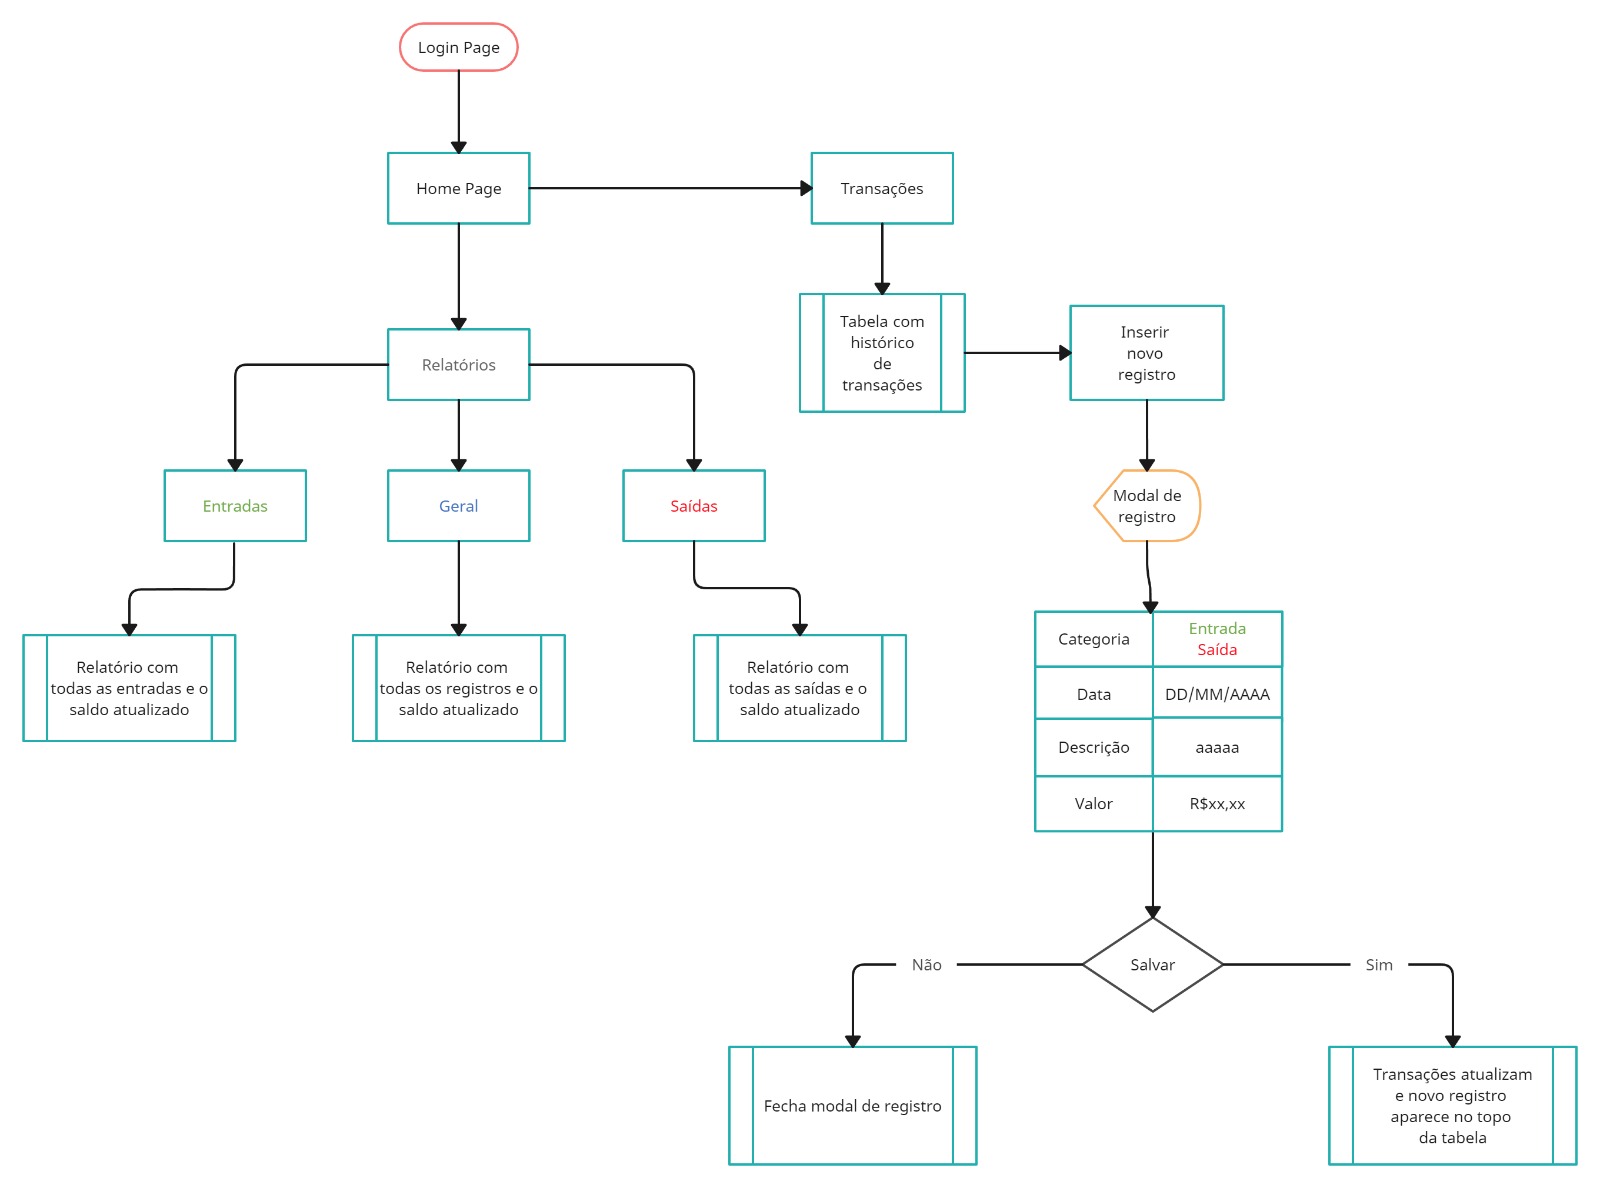 Login Page
Home Page
Transações
Relatórios
Tabela com
histórico
de
transações
Inserir
novo
registro
Entradas
Geral
Saídas
Modal de
registro
Relatório com
todas as entradas e o
saldo atualizado
Relatório com
todas os registros e o
saldo atualizado
Relatório com
todas as saídas e o
saldo atualizado
Categoria
Entrada
Saída
Data
DD/MM/AAAA
Descrição
aaaaa
Valor
R$xx,xx
Salvar
Não
Sim
Fecha modal de registro
Transações atualizam
e novo registro
aparece no topo
da tabela